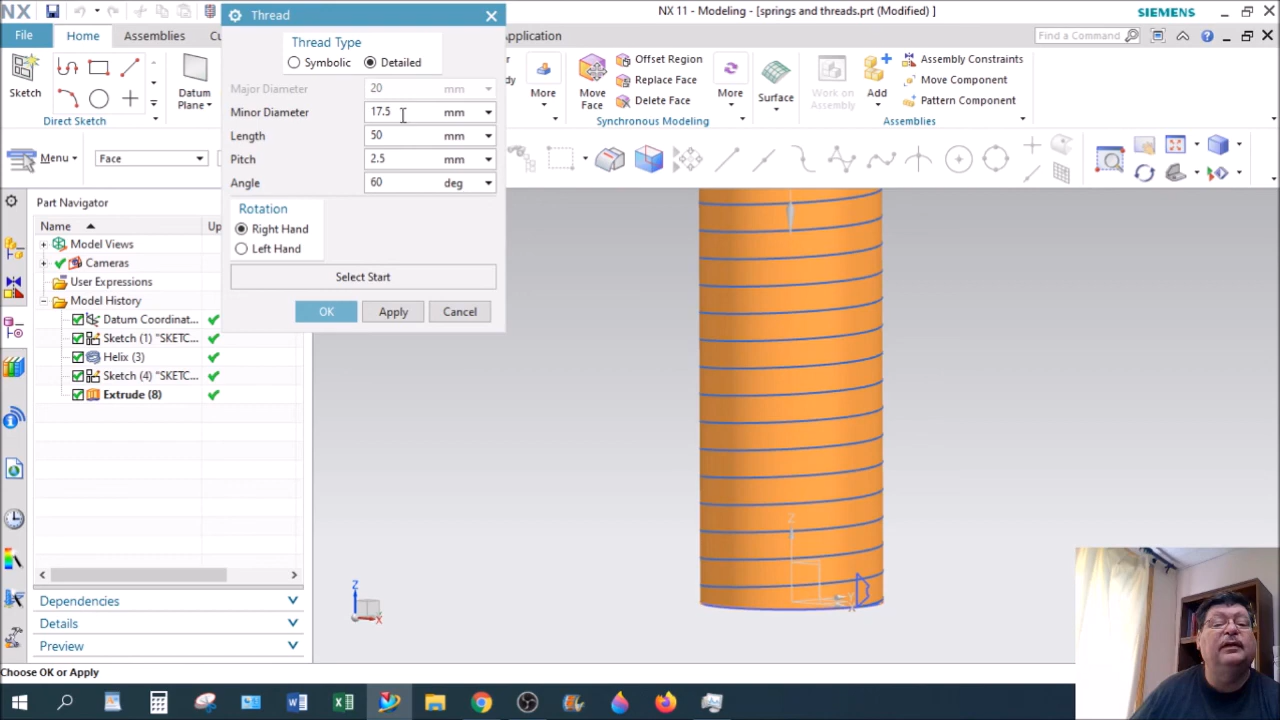 NX
NX 11 - Modeling - [springs and threads.prt (Modified) ]
SIEMENS
File
Home
Assemblies
Application
Find a Command
Sketch
Datum
Plane
Direct Sketch
Thread
Thread Type
Symbolic
Detailed
Major Diameter
20
mm
Minor Diameter
17.5
mm
Length
50
mm
Pitch
2.5
mm
Angle
60
deg
Rotation
Right Hand
Left Hand
Select Start
OK
Apply
Cancel
More
Move
Face
Offset Region
Replace Face
Delete Face
More
Synchronous Modeling
Surface
Work on
Assembly
Add
Assembly Constraints
Move Component
Pattern Component
Assemblies
Menu
Face
Part Navigator
Name
Up
Model Views
Cameras
User Expressions
Model History
Datum Coordinat...
Sketch (1) "SKETC...
Helix (3)
Sketch (4) "SKETC...
Extrude (8)
Dependencies
Details
Preview
Z
X
Z
Choose OK or Apply